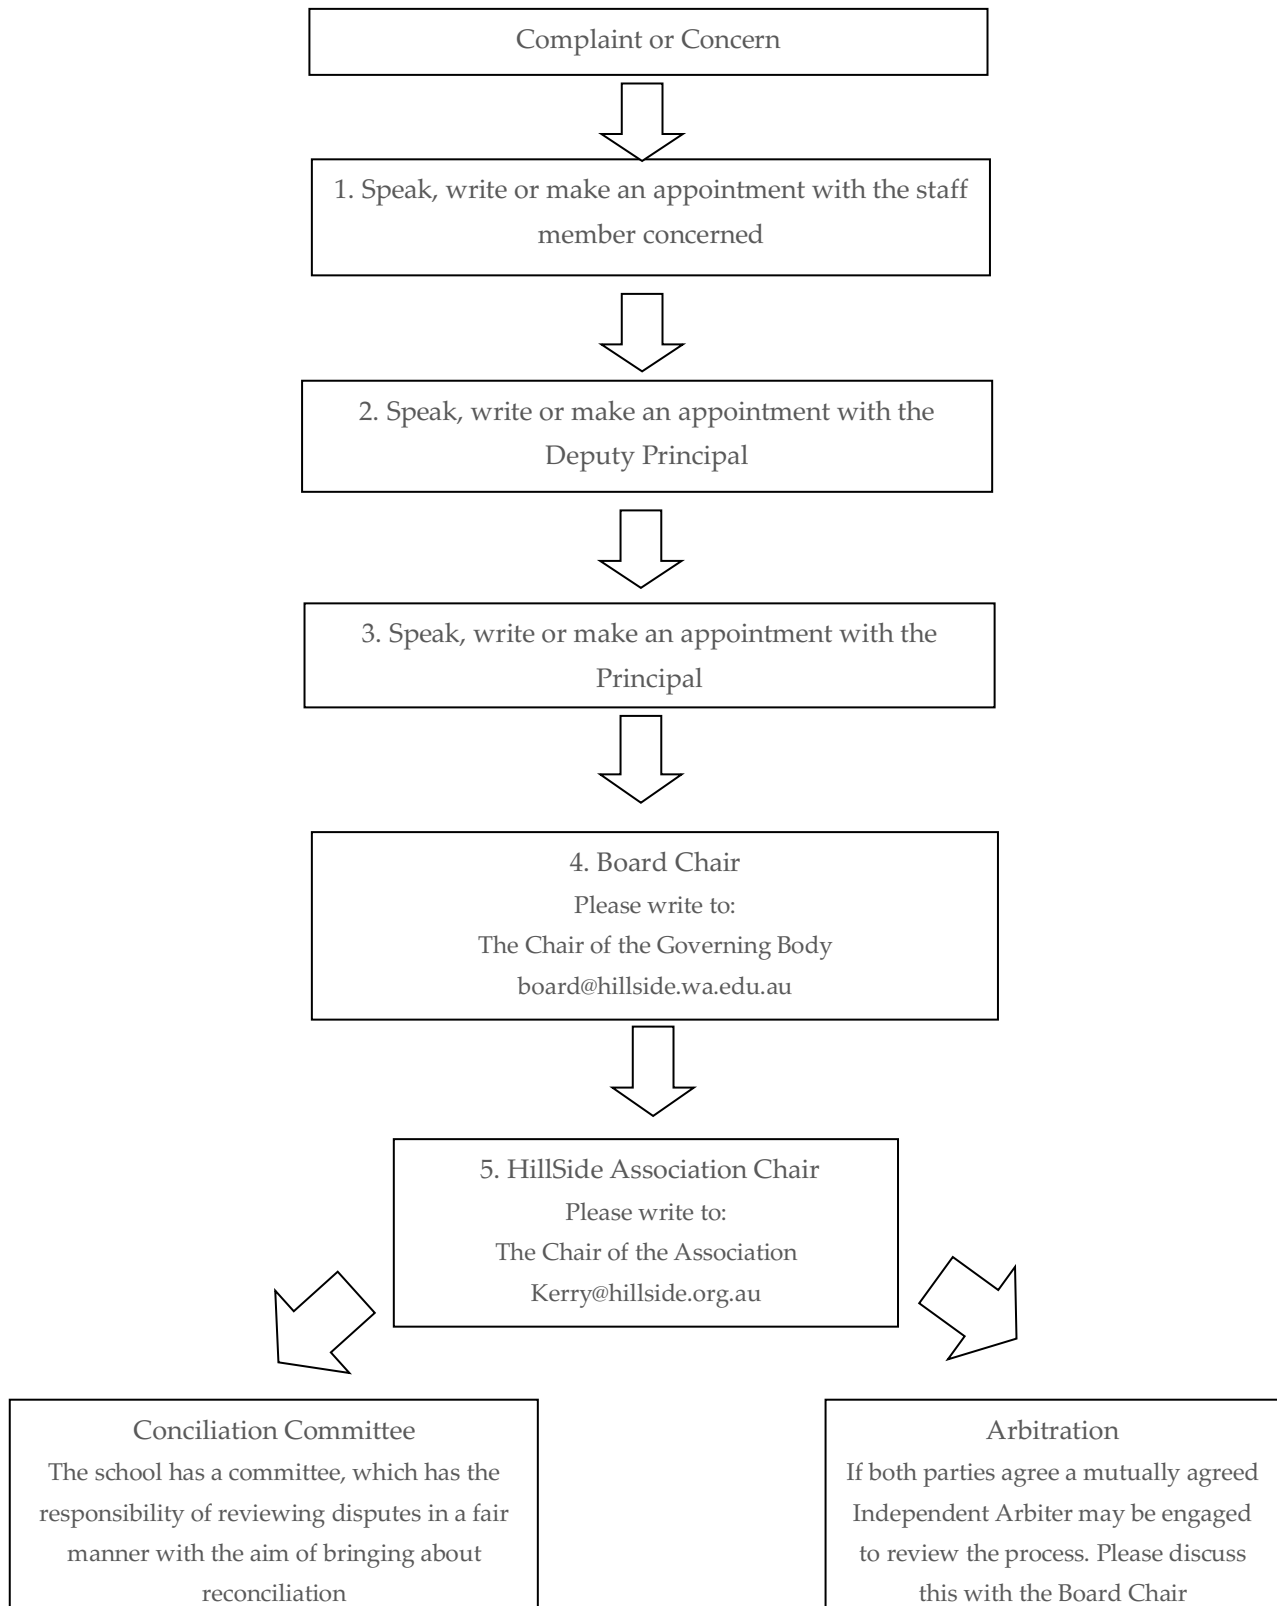 Complaint or Concern
1. Speak, write or make an appointment with the staff
member concerned
2. Speak, write or make an appointment with the
Deputy Principal
3. Speak, write or make an appointment with the
Principal
4. Board Chair
Please write to:
The Chair of the Governing Body
board@hillside.wa.edu.au
5. HillSide Association Chair
Please write to:
The Chair of the Association
Kerry@hillside.org.au
Conciliation Committee
The school has a committee, which has the
responsibility of reviewing disputes in a fair
manner with the aim of bringing about
reconciliation
Arbitration
If both parties agree a mutually agreed
Independent Arbiter may be engaged
to review the process. Please discuss
this with the Board Chair